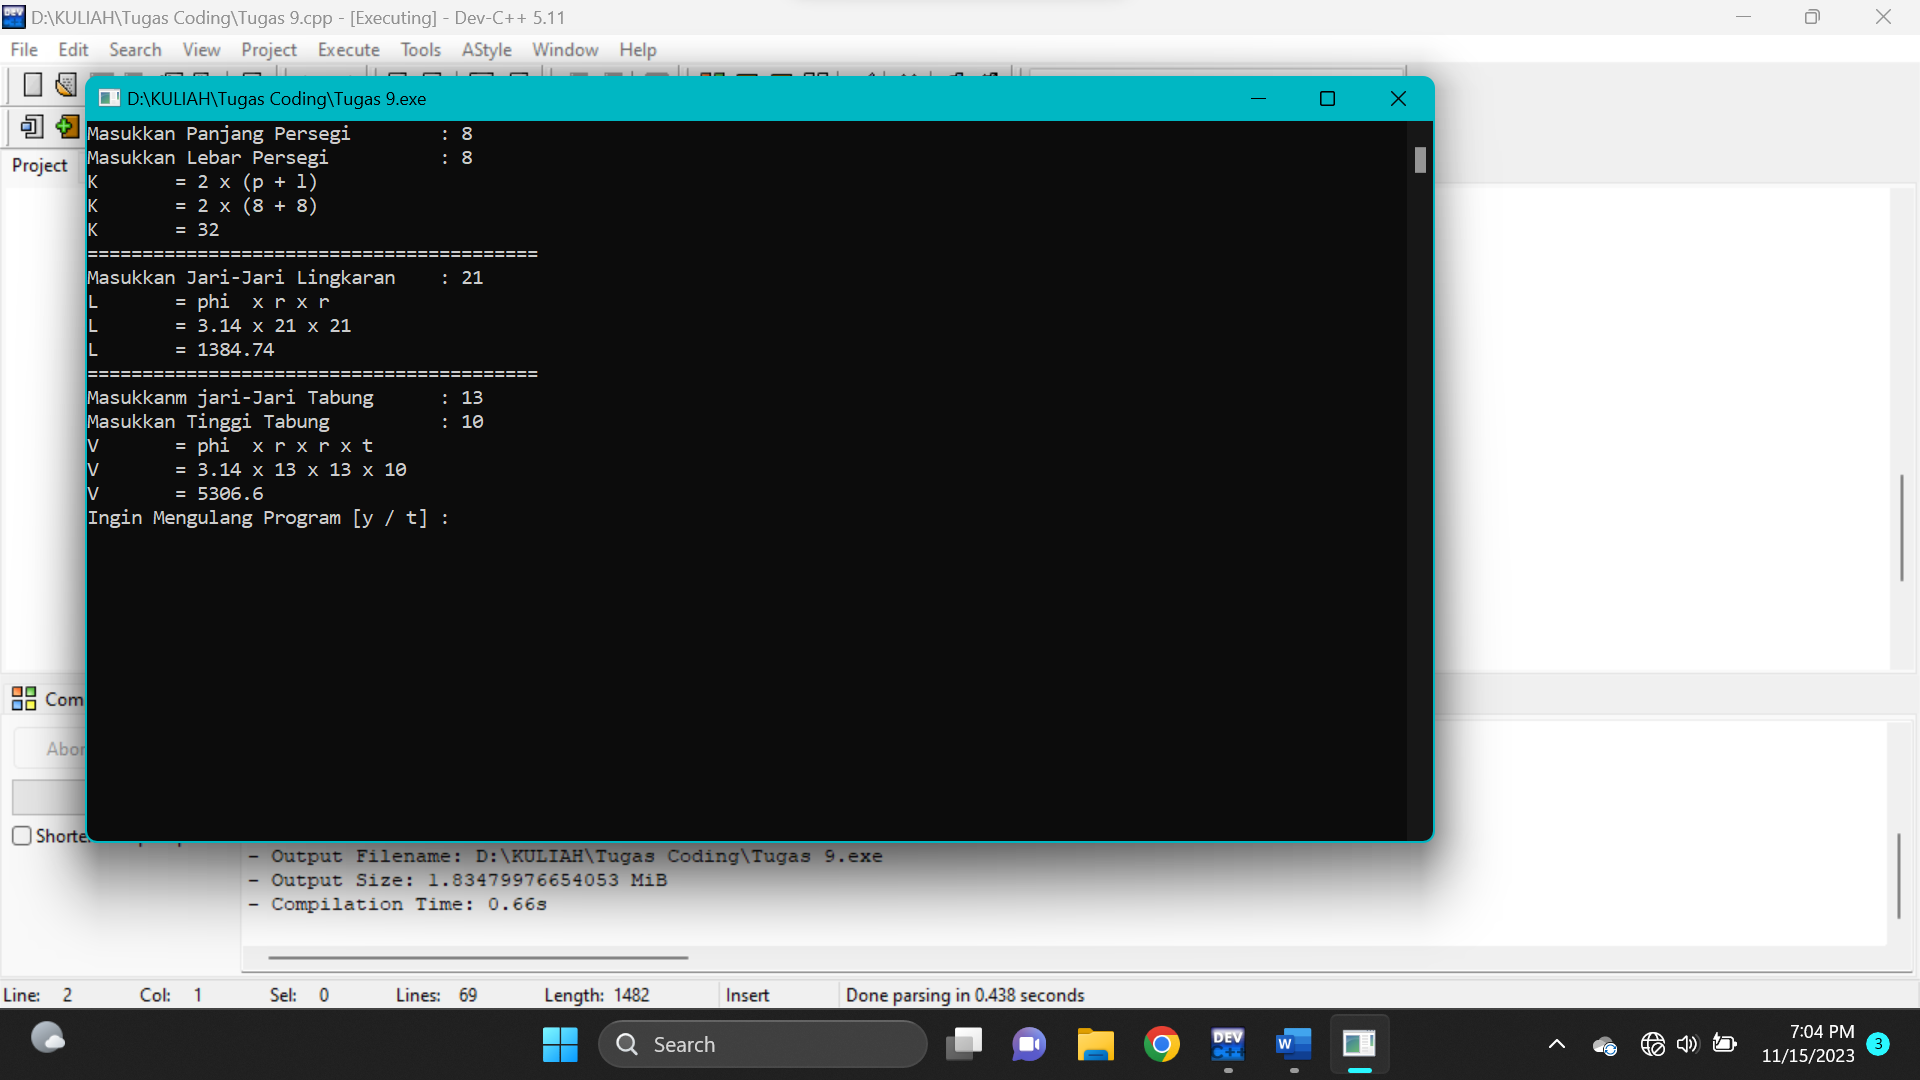 D:\KULIAH\Tugas Coding\Tugas 9.cpp - [Executing] - Dev-C++ 5.11
File Edit Search View Project Execute Tools AStyle Window Help
D:\KULIAH\Tugas Coding\Tugas 9.exe
Project
Masukkan Panjang Persegi : 8
Masukkan Lebar Persegi : 8
K = 2 x (p + l)
K = 2 x (8 + 8)
K = 32
=========================================
Masukkan Jari-Jari Lingkaran : 21
L = phi x r x r
L = 3.14 x 21 x 21
L = 1384.74
=========================================
Masukkanm jari-Jari Tabung : 13
Masukkan Tinggi Tabung : 10
V = phi x r x r x t
V = 3.14 x 13 x 13 x 10
V = 5306.6
Ingin Mengulang Program [y / t] :
Com
Abor
Shorte
- Output Filename: D:\KULIAH\Tugas Coding\Tugas 9.exe
- Output Size: 1.83479976654053 MiB
- Compilation Time: 0.66s
Line: 2 Col: 1 Sel: 0 Lines: 69 Length: 1482 Insert Done parsing in 0.438 seconds
Search
DEV C++
W
7:04 PM
11/15/2023
3